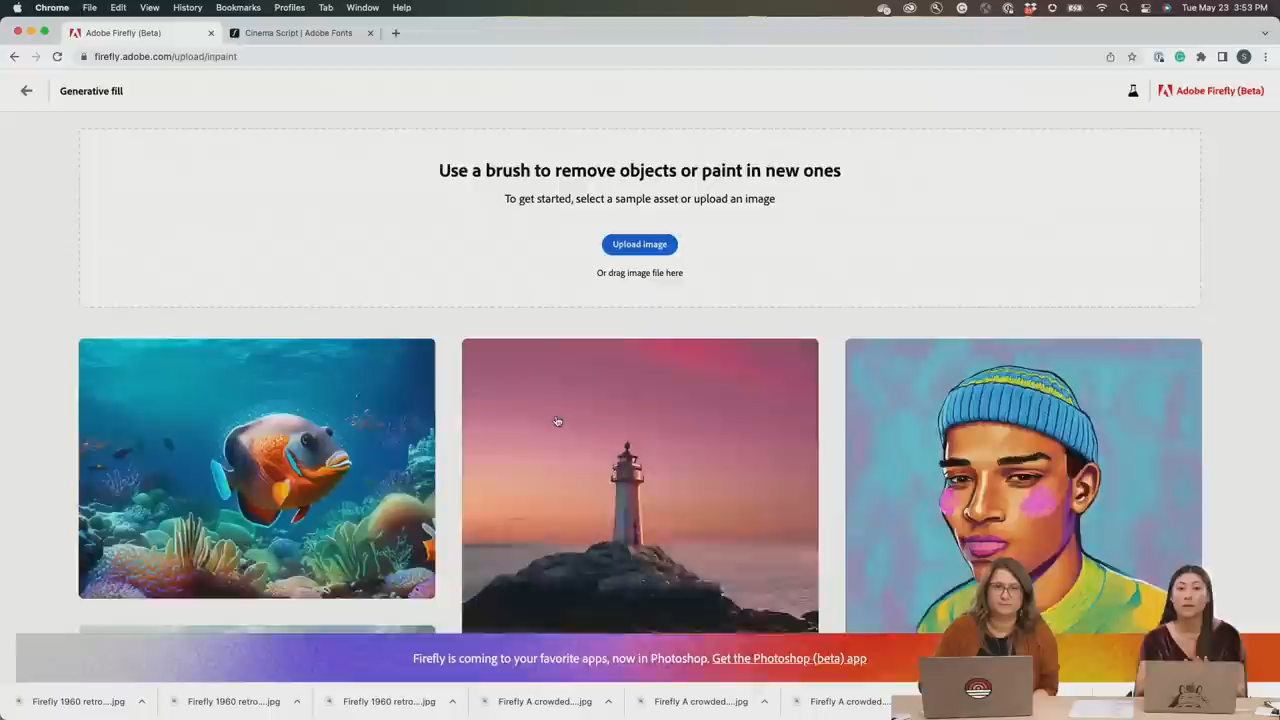 Chrome File Edit View History Bookmarks Profiles Tab Window Help Tue May 23 3:53 PM
Adobe Firefly (Beta) Cinema Script | Adobe Fonts
firefly.adobe.com/upload/inpaint S
Generative fill Adobe Firefly (Beta)
Use a brush to remove objects or paint in new ones
To get started, select a sample asset or upload an image
Upload image
Or drag image file here
Firefly is coming to your favorite apps, now in Photoshop. Get the Photoshop (beta) app
Firefly 1960 retro....jpg Firefly 1960 retro....jpg Firefly 1960 retro....jpg Firefly A crowded....jpg Firefly A crowded....jpg Firefly A crowded....